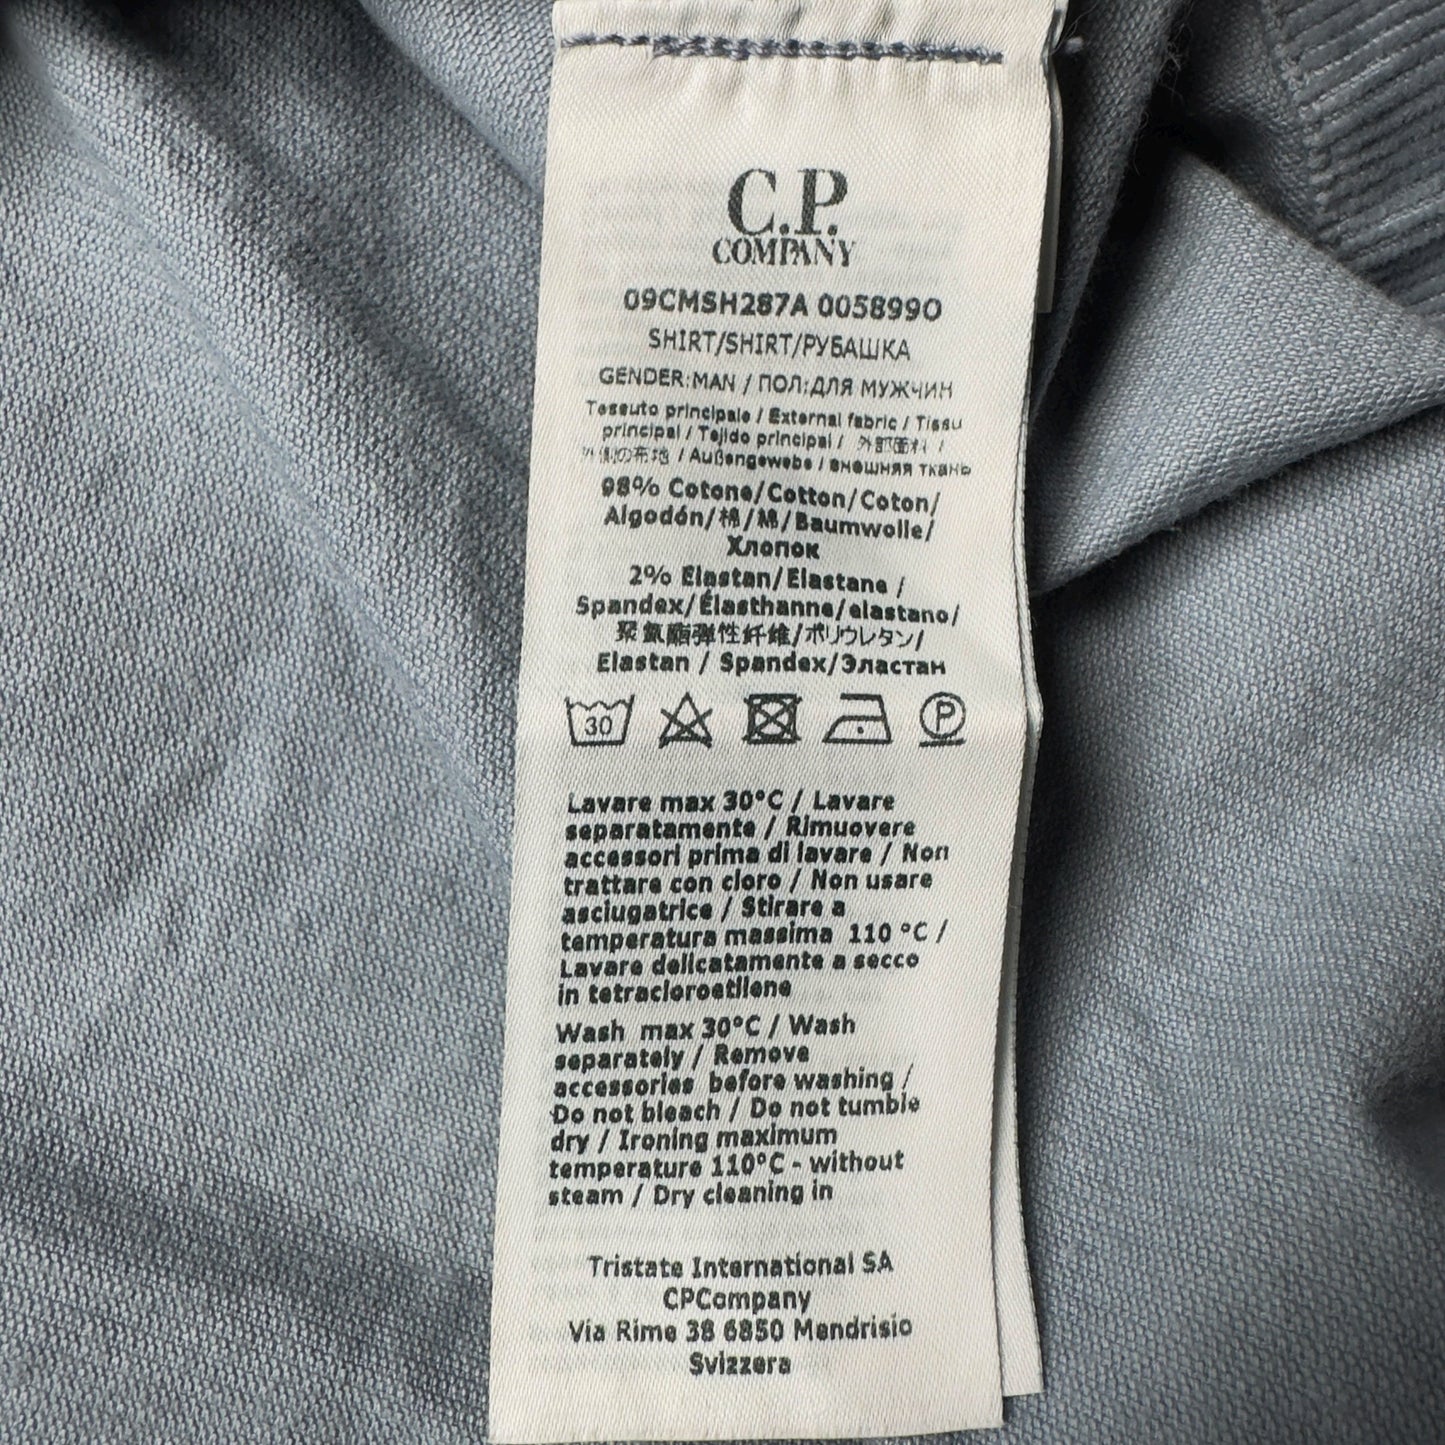 C.P.
COMPANY
09CMSH287A 005899O
SHIRT/SHIRT/РУБАШКА
GENDER:MAN / ПОЛ:ДЛЯ МУЖЧИН
Tessuto principale / External fabric / Tissu
principal / Tejido principal / 外部面料 /
外側の布地 / Außengewebe / внешняя ткань
98% Cotone/Cotton/Coton/
Algodón/棉/綿/Baumwolle/
Хлопок
2% Elastan/Elastane /
Spandex/Élasthanne/elastano/
聚氨酯弹性纤维/ポリウレタン/
Elastan / Spandex/Эластан
30
P
Lavare max 30°C / Lavare
separatamente / Rimuovere
accessori prima di lavare / Non
trattare con cloro / Non usare
asciugatrice / Stirare a
temperatura massima 110 °C /
Lavare delicatamente a secco
in tetracloroetilene
Wash max 30°C / Wash
separately / Remove
accessories before washing /
Do not bleach / Do not tumble
dry / Ironing maximum
temperature 110°C - without
steam / Dry cleaning in
Tristate International SA
CPCompany
Via Rime 38 6850 Mendrisio
Svizzera